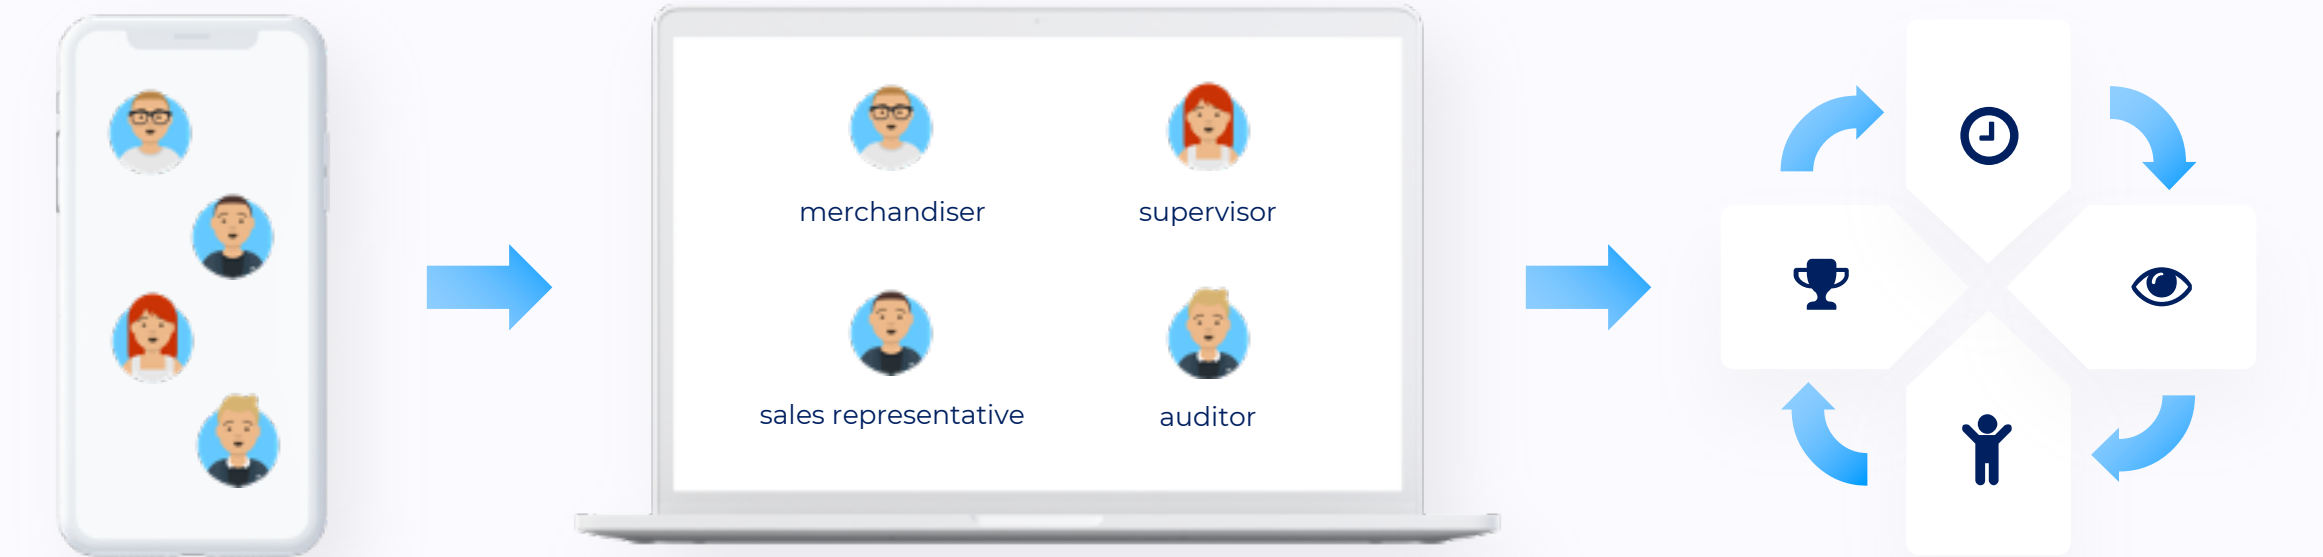 merchandiser
supervisor
sales representative
auditor